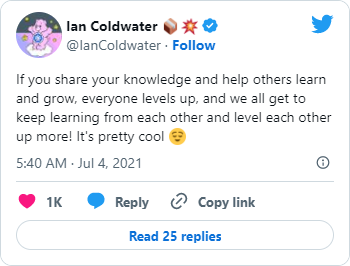 Ian Coldwater 📦💥
@IanColdwater · Follow
If you share your knowledge and help others learn
and grow, everyone levels up, and we all get to
keep learning from each other and level each other
up more! It's pretty cool 😌
5:40 AM · Jul 4, 2021
1K Reply Copy link
Read 25 replies